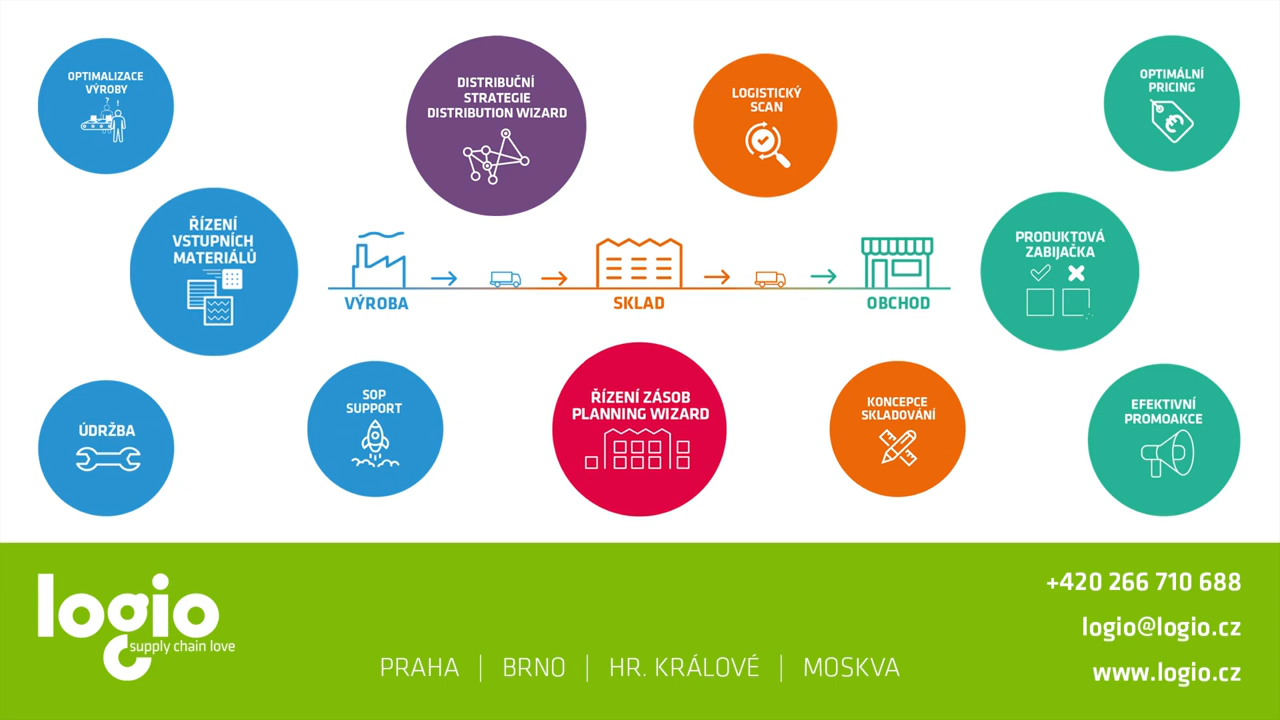 OPTIMALIZACE
VÝROBY
? !
DISTRIBUČNÍ
STRATEGIE
DISTRIBUTION WIZARD
LOGISTICKÝ
SCAN
OPTIMÁLNÍ
PRICING
€
ŘÍZENÍ
VSTUPNÍCH
MATERIÁLŮ
VÝROBA
SKLAD
OBCHOD
PRODUKTOVÁ
ZABIJAČKA
ÚDRŽBA
SOP
SUPPORT
ŘÍZENÍ ZÁSOB
PLANNING WIZARD
KONCEPCE
SKLADOVÁNÍ
EFEKTIVNÍ
PROMOAKCE
logio
supply chain love
PRAHA | BRNO | HR. KRÁLOVÉ | MOSKVA
+420 266 710 688
logio@logio.cz
www.logio.cz